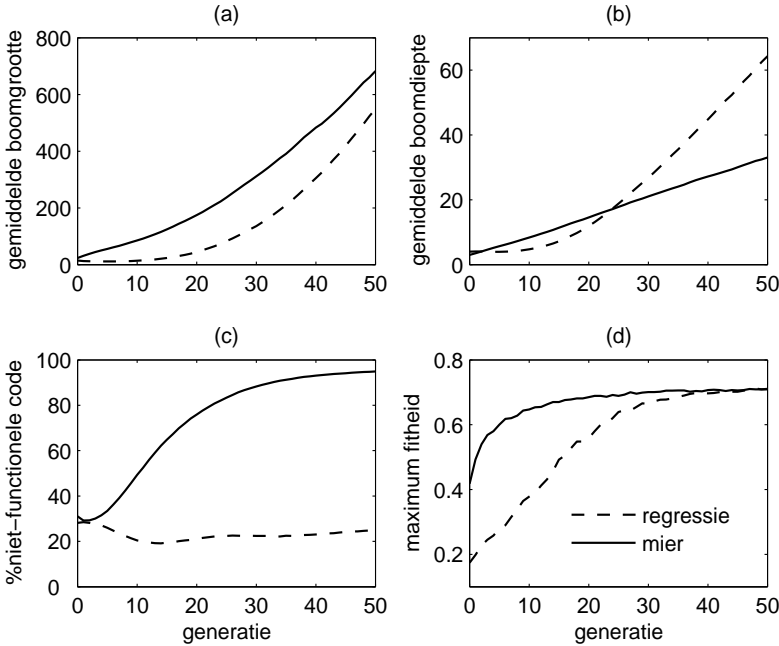 (a)
gemiddelde boomgrootte
800
600
400
200
0
0 10 20 30 40 50
(b)
gemiddelde boomdiepte
60
40
20
0
0 10 20 30 40 50
(c)
%niet−functionele code
100
80
60
40
20
0
0 10 20 30 40 50
generatie
(d)
maximum fitheid
0.8
0.6
0.4
0.2
regressie
mier
0 10 20 30 40 50
generatie